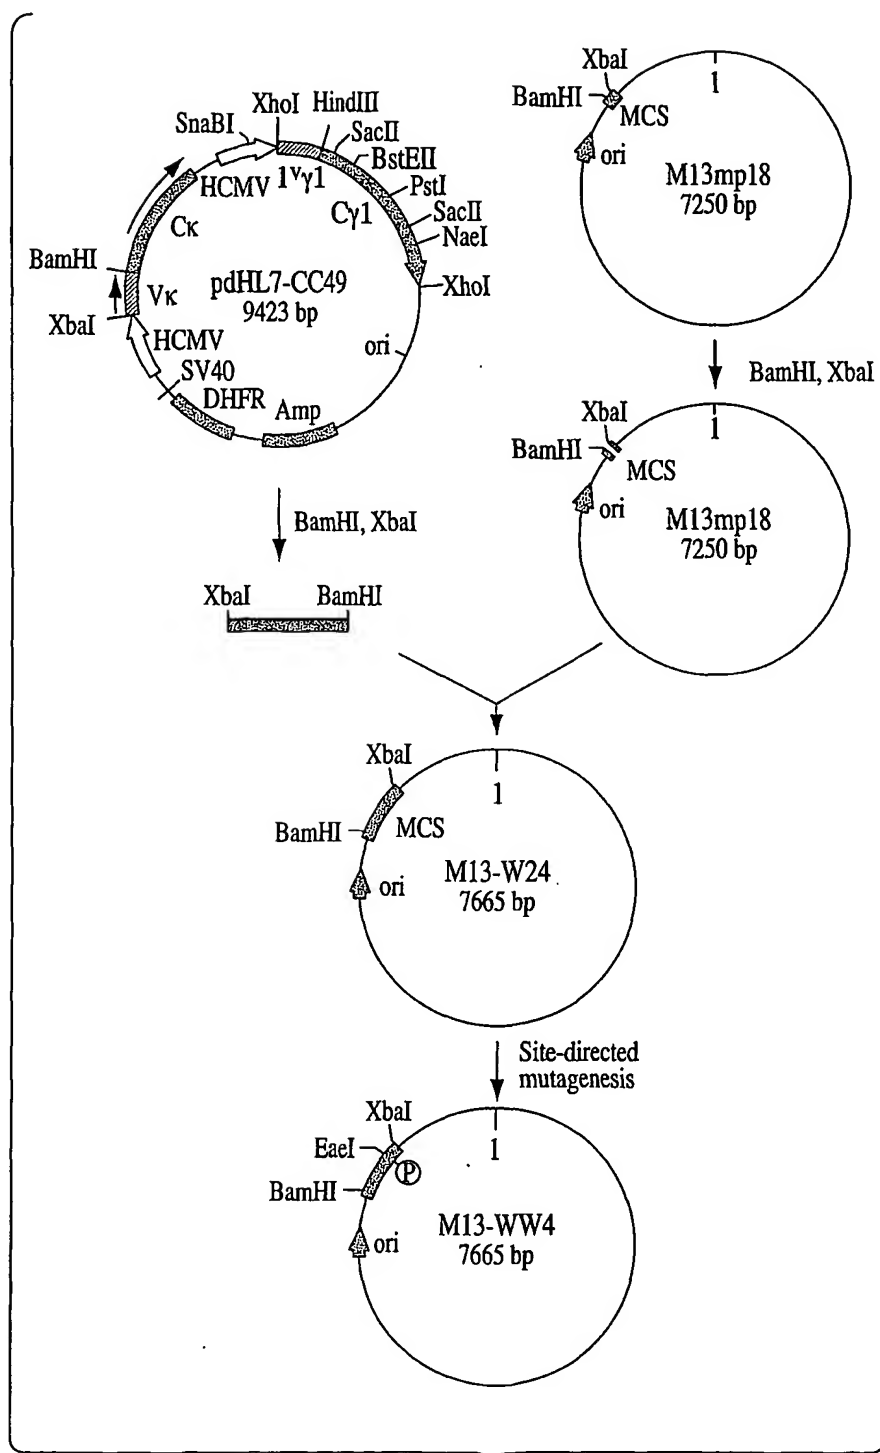 XhoI
HindIII
SnaBI
SacII
BstEII
HCMV
1Vγ1
PstI
Cγ1
SacII
NaeI
Cκ
BamHI
pdHL7-CC49
9423 bp
XhoI
Vκ
XbaI
HCMV
ori
SV40
DHFR
Amp
BamHI, XbaI
XbaI
BamHI
XbaI
1
BamHI
MCS
ori
M13mp18
7250 bp
BamHI, XbaI
XbaI
1
BamHI
MCS
ori
M13mp18
7250 bp
XbaI
1
BamHI
MCS
M13-W24
7665 bp
ori
Site-directed
mutagenesis
XbaI
1
EaeI
P
BamHI
M13-WW4
7665 bp
ori